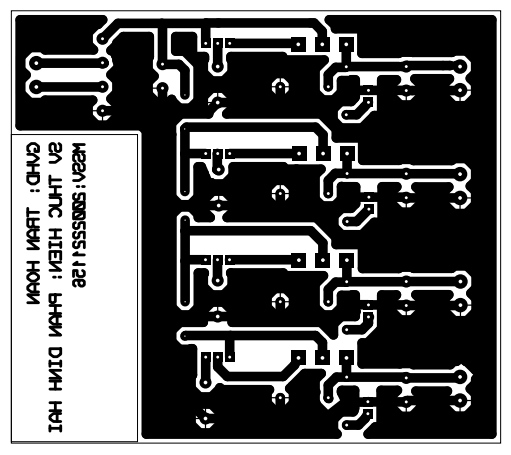 GVHD: TRAN HOAN
SV THUC HIEN: PHAN DINH HAI
MSSV: